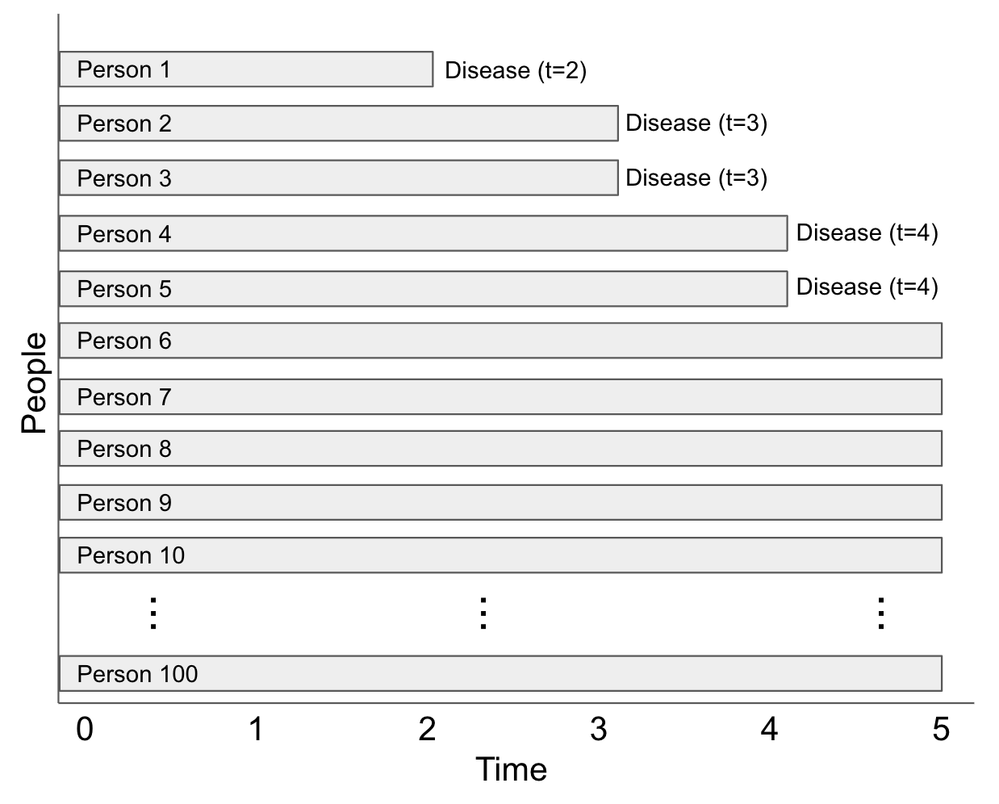 Person 1
Disease (t=2)
Person 2
Disease (t=3)
Person 3
Disease (t=3)
Person 4
Disease (t=4)
Person 5
Disease (t=4)
Person 6
Person 7
Person 8
Person 9
Person 10
Person 100
People
0 1 2 3 4 5
Time